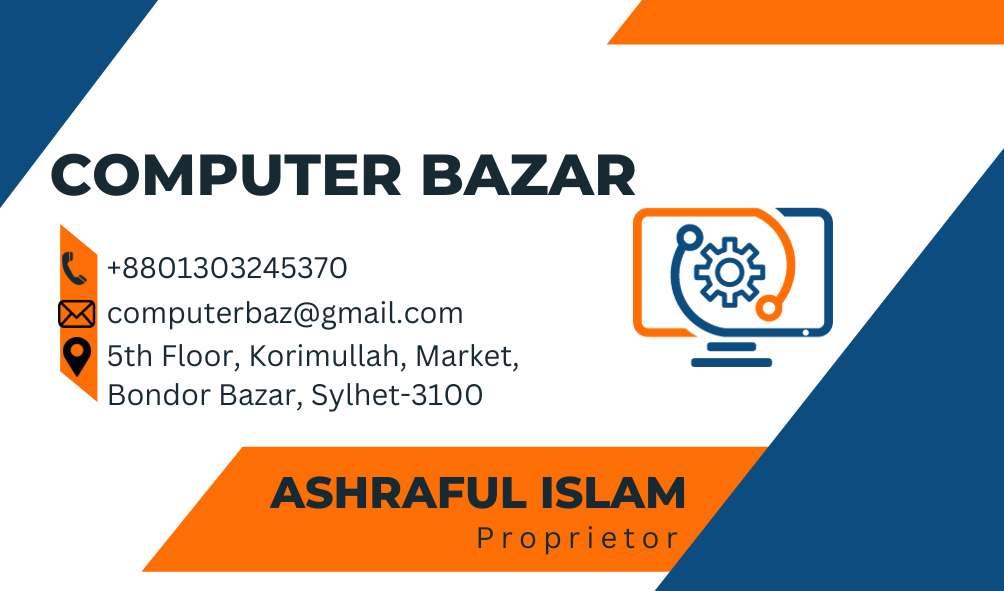 COMPUTER BAZAR
+8801303245370
computerbaz@gmail.com
5th Floor, Korimullah, Market,
Bondor Bazar, Sylhet-3100
ASHRAFUL ISLAM
Proprietor